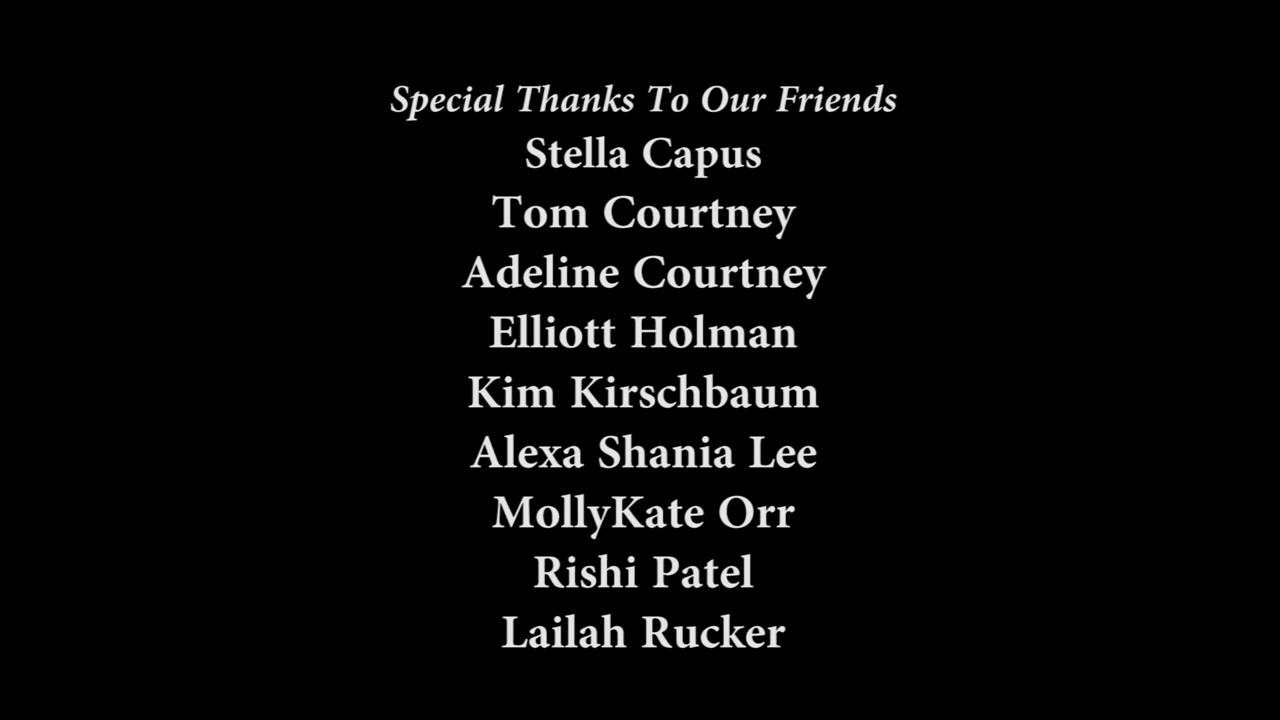 Special Thanks To Our Friends
Stella Capus
Tom Courtney
Adeline Courtney
Elliott Holman
Kim Kirschbaum
Alexa Shania Lee
MollyKate Orr
Rishi Patel
Lailah Rucker